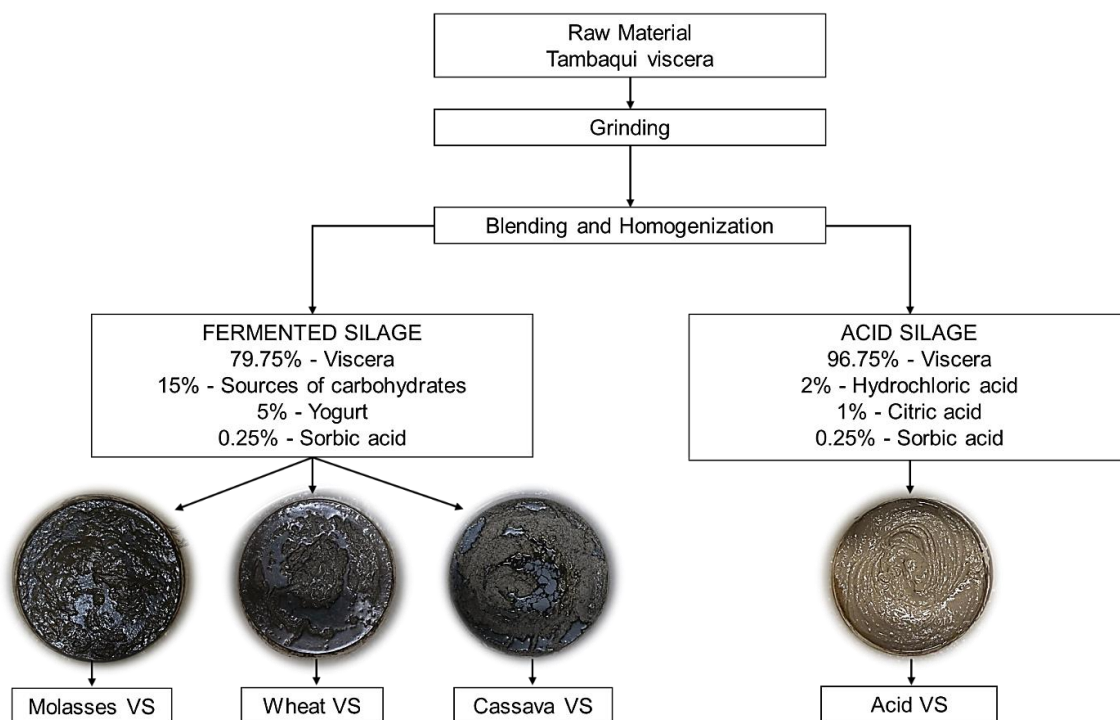 Raw Material
Tambaqui viscera
Grinding
Blending and Homogenization
FERMENTED SILAGE
79.75% - Viscera
15% - Sources of carbohydrates
5% - Yogurt
0.25% - Sorbic acid
ACID SILAGE
96.75% - Viscera
2% - Hydrochloric acid
1% - Citric acid
0.25% - Sorbic acid
Molasses VS
Wheat VS
Cassava VS
Acid VS